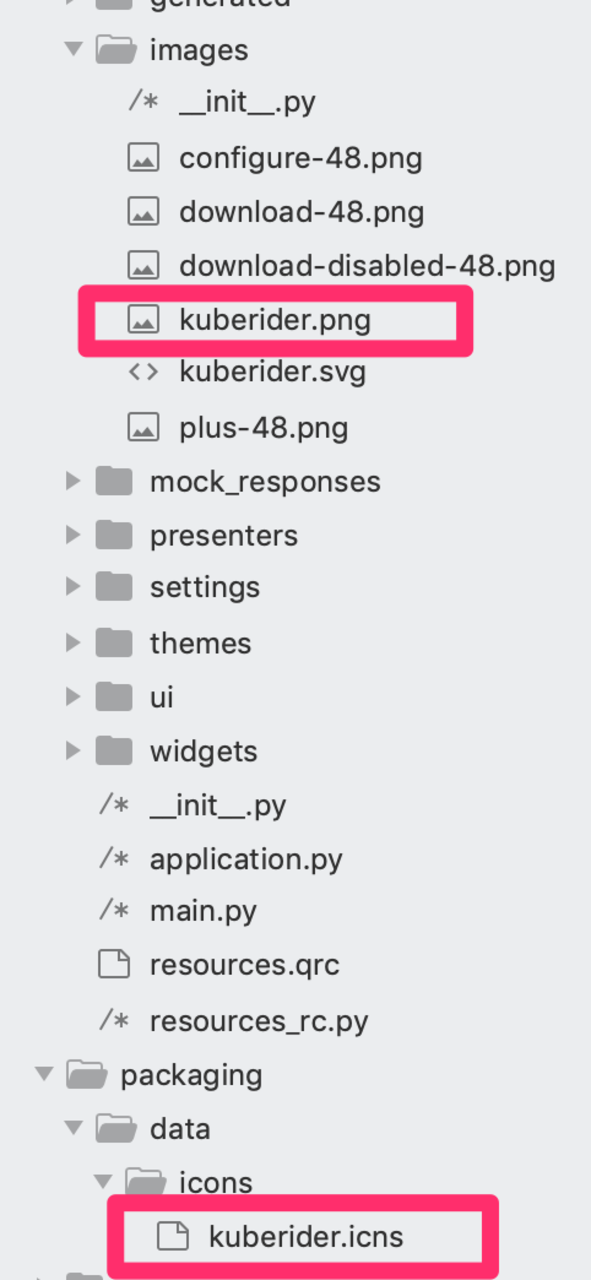 generated
images
/* __init__.py
configure-48.png
download-48.png
download-disabled-48.png
kuberider.png
<> kuberider.svg
plus-48.png
mock_responses
presenters
settings
themes
ui
widgets
/* __init__.py
/* application.py
/* main.py
resources.qrc
/* resources_rc.py
packaging
data
icons
kuberider.icns